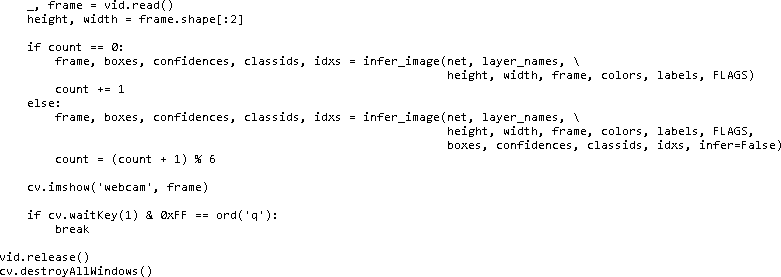 _, frame = vid.read()
height, width = frame.shape[:2]
if count == 0:
frame, boxes, confidences, classids, idxs = infer_image(net, layer_names, \
height, width, frame, colors, labels, FLAGS)
count += 1
else:
frame, boxes, confidences, classids, idxs = infer_image(net, layer_names, \
height, width, frame, colors, labels, FLAGS,
boxes, confidences, classids, idxs, infer=False)
count = (count + 1) % 6
cv.imshow('webcam', frame)
if cv.waitKey(1) & 0xFF == ord('q'):
break
vid.release()
cv.destroyAllWindows()